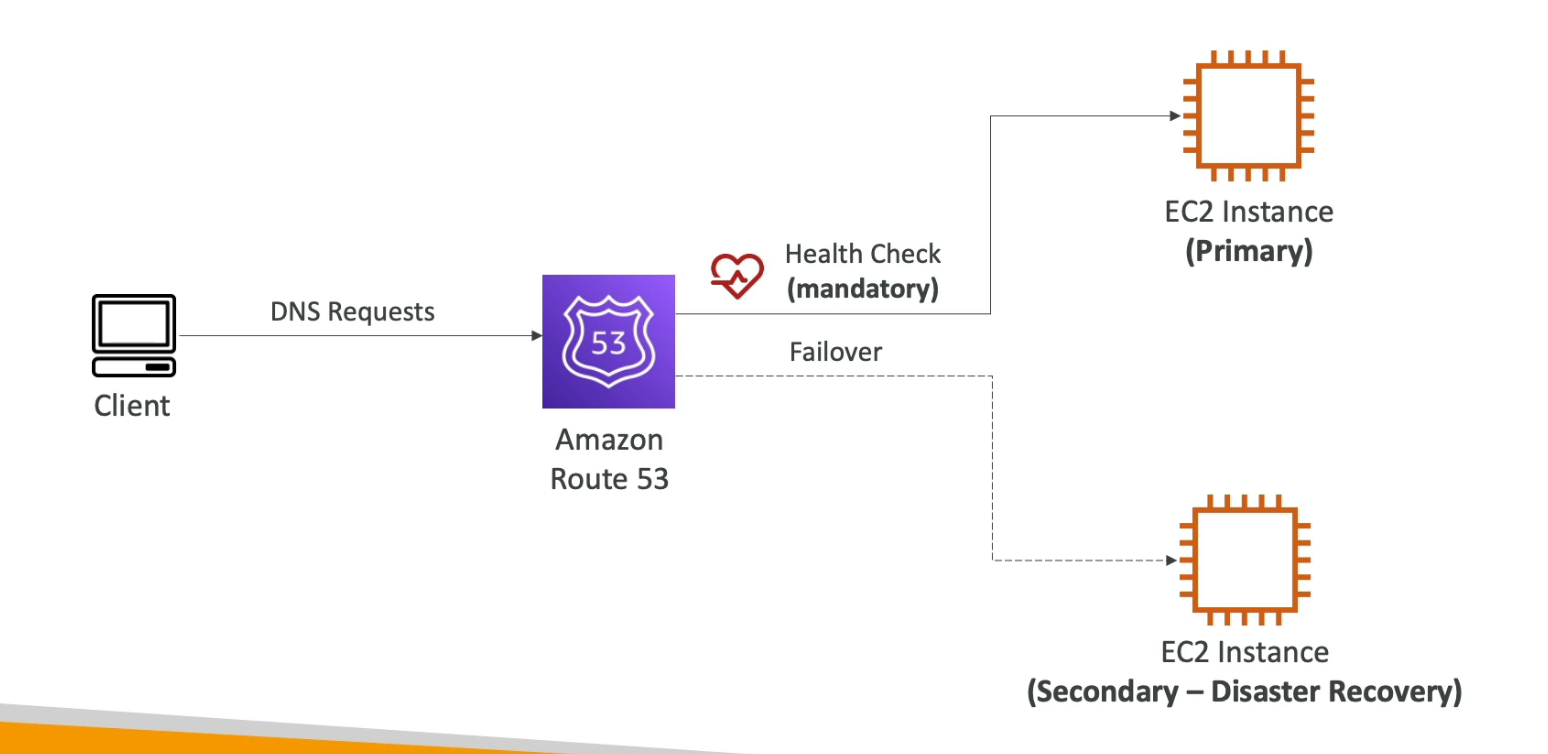 EC2 Instance
(Primary)
Health Check
(mandatory)
DNS Requests
53
Failover
Client
Amazon
Route 53
EC2 Instance
(Secondary – Disaster Recovery)